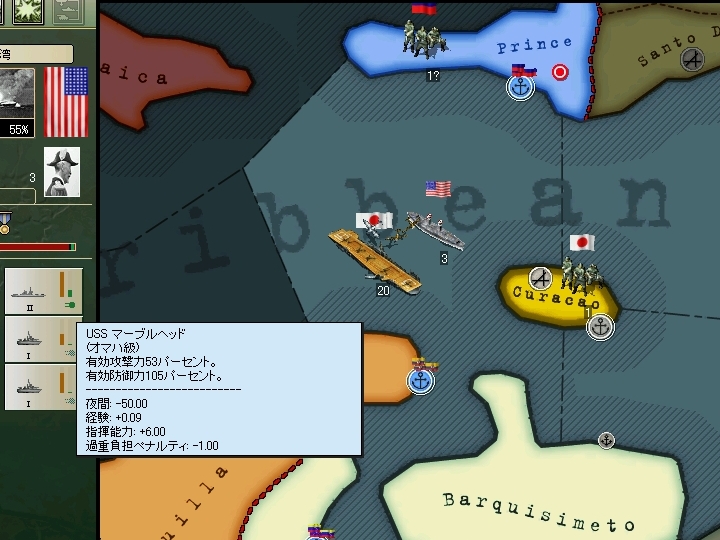 湾
55%
3
II
I
I
aica
Prince
Santo D
1?
ribbean
3
20
Curacao
1
USS マーブルヘッド
(オマハ級)
有効攻撃力53パーセント。
有効防御力105パーセント。
--------------------------
夜間: -50.00
経験: +0.09
指揮能力: +6.00
過重負担ペナルティ: -1.00
uilla
Barquisimeto